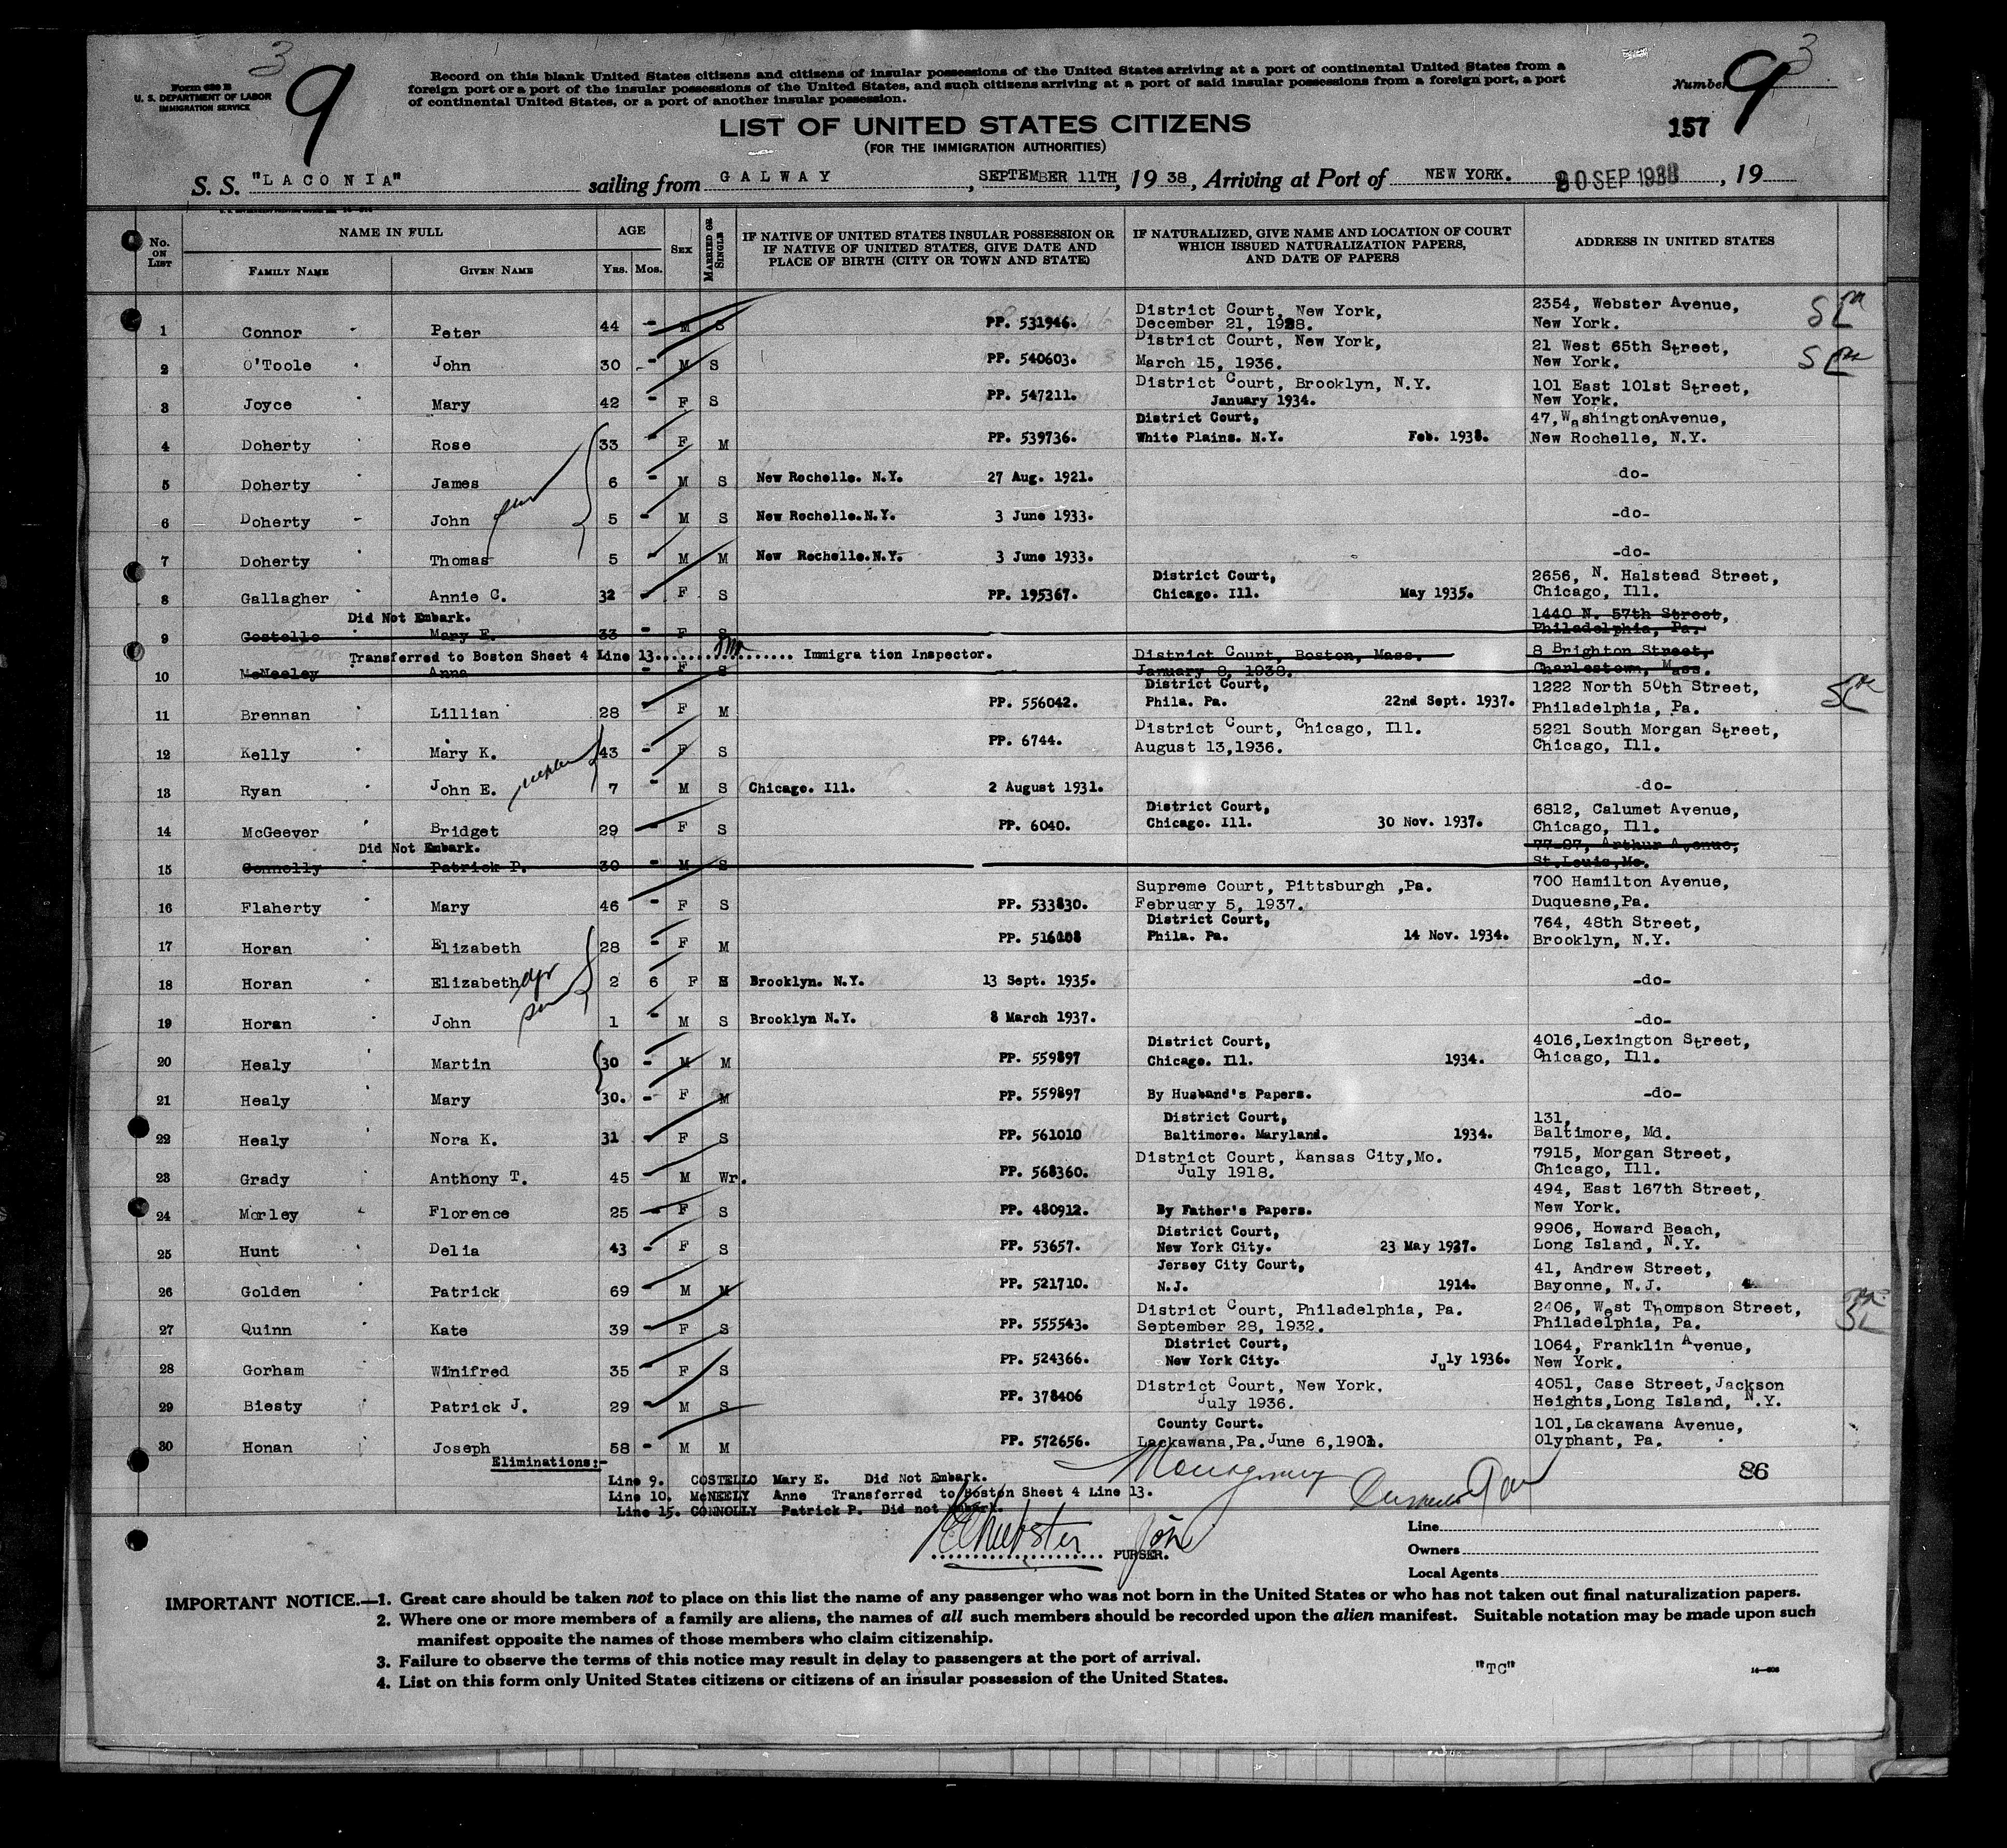 3
9
3
9
Form 630 B
U. S. DEPARTMENT OF LABOR
IMMIGRATION SERVICE
Record on this blank United States citizens and citizens of insular possessions of the United States arriving at a port of continental United States from a
foreign port or a port of the insular possessions of the United States, and such citizens arriving at a port of said insular possessions from a foreign port, a port
of continental United States, or a port of another insular possession.
Number
LIST OF UNITED STATES CITIZENS
(FOR THE IMMIGRATION AUTHORITIES)
157
S. S. "LACONIA" sailing from GALWAY, SEPTEMBER 11TH, 19 38, Arriving at Port of NEW YORK. 20 SEP 1938, 19
No. ON LIST
NAME IN FULL
FAMILY NAME
GIVEN NAME
AGE
YRS. MOS.
SEX
MARRIED OR SINGLE
IF NATIVE OF UNITED STATES INSULAR POSSESSION OR
IF NATIVE OF UNITED STATES, GIVE DATE AND
PLACE OF BIRTH (CITY OR TOWN AND STATE)
IF NATURALIZED, GIVE NAME AND LOCATION OF COURT
WHICH ISSUED NATURALIZATION PAPERS,
AND DATE OF PAPERS
ADDRESS IN UNITED STATES
1 Connor Peter 44 - M S PP. 531946. District Court, New York, December 21, 1928. 2354, Webster Avenue, New York.
2 O'Toole John 30 - M S PP. 540603. District Court, New York, March 15, 1936. 21 West 65th Street, New York.
3 Joyce Mary 42 - F S PP. 547211. District Court, Brooklyn, N.Y. January 1934. 101 East 101st Street, New York.
4 Doherty Rose 33 - F M PP. 539736. District Court, White Plains. N.Y. Feb. 1938. 47, WashingtonAvenue, New Rochelle, N.Y.
5 Doherty James 6 - M S New Rochelle. N.Y. 27 Aug. 1921. -do-
6 Doherty John 5 - M S New Rochelle.N.Y. 3 June 1933. -do-
7 Doherty Thomas 5 - M M New Rochelle.N.Y. 3 June 1933. -do-
8 Gallagher Annie C. 32 - F S PP. 195367. District Court, Chicago. Ill. May 1935. 2656, N. Halstead Street, Chicago, Ill.
Did Not Embark.
9 Costello Mary E. 33 - F S 1440 N. 57th Street, Philadelphia, Pa.
Transferred to Boston Sheet 4 Line 13.................. Immigra tion Inspector.
10 McNeeley Anna - F S District Court, Boston, Mass. January 8, 1938. 8 Brighton Street, Charlestown, Mass.
11 Brennan Lillian 28 - F M PP. 556042. District Court, Phila. Pa. 22nd Sept. 1937. 1222 North 50th Street, Philadelphia, Pa.
12 Kelly Mary K. 43 - F S PP. 6744. District Court, Chicago, Ill. August 13,1936. 5221 South Morgan Street, Chicago, Ill.
13 Ryan John E. 7 - M S Chicago. Ill. 2 August 1931. -do-
14 McGeever Bridget 29 - F S PP. 6040. District Court, Chicago. Ill. 30 Nov. 1937. 6812, Calumet Avenue, Chicago, Ill.
Did Not Embark.
15 Connolly Patrick P. 30 - M S 77-27, Arthur Avenue, St.Louis,Mo.
16 Flaherty Mary 46 - F S PP. 533830. Supreme Court, Pittsburgh ,Pa. February 5, 1937. 700 Hamilton Avenue, Duquesne,Pa.
17 Horan Elizabeth 28 - F M PP. 516108 District Court, Phila. Pa. 14 Nov. 1934. 764, 48th Street, Brooklyn, N.Y.
18 Horan Elizabeth 2 6 F S Brooklyn. N.Y. 13 Sept. 1935. -do-
19 Horan John 1 - M S Brooklyn N.Y. 8 March 1937. -do-
20 Healy Martin 30 - M M PP. 559897 District Court, Chicago. Ill. 1934. 4016,Lexington Street, Chicago, Ill.
21 Healy Mary 30. - F M PP. 559897 By Husband's Papers. -do-
22 Healy Nora K. 31 - F S PP. 561010 District Court, Baltimore. Maryland. 1934. 131, Baltimore, Md.
23 Grady Anthony T. 45 - M Wr. PP. 568360. District Court, Kansas City,Mo. July 1918. 7915, Morgan Street, Chicago, Ill.
24 Morley Florence 25 - F S PP. 480912. By Father's Papers. 494, East 167th Street, New York.
25 Hunt Delia 43 - F S PP. 53657. District Court, New York City. 23 May 1927. 9906, Howard Beach, Long Island, N.Y.
26 Golden Patrick 69 - M M PP. 521710. Jersey City Court, N.J. 1914. 41, Andrew Street, Bayonne, N.J.
27 Quinn Kate 39 - F S PP. 555543. District Court, Philadelphia, Pa. September 28, 1932. 2406, West Thompson Street, Philadelphia, Pa.
28 Gorham Winifred 35 - F S PP. 524366. District Court, New York City. July 1936. 1064, Franklin Avenue, New York.
29 Biesty Patrick J. 29 - M S PP. 378406 District Court, New York. July 1936. 4051, Case Street, Jackson Heights,Long Island, N.Y.
30 Honan Joseph 58 - M M PP. 572656. County Court. Lackawana,Pa.June 6,1902. 101,Lackawana Avenue, Olyphant, Pa.
Eliminations:-
Line 9. COSTELLO Mary E. Did Not Embark.
Line 10. McNEELY Anne Transferred to Boston Sheet 4 Line 13.
Line 15. CONNOLLY Patrick P. Did not Embark.
86
PURSER.
Line
Owners
Local Agents
IMPORTANT NOTICE.—1. Great care should be taken not to place on this list the name of any passenger who was not born in the United States or who has not taken out final naturalization papers.
2. Where one or more members of a family are aliens, the names of all such members should be recorded upon the alien manifest. Suitable notation may be made upon such
manifest opposite the names of those members who claim citizenship.
3. Failure to observe the terms of this notice may result in delay to passengers at the port of arrival.
4. List on this form only United States citizens or citizens of an insular possession of the United States.
"TC"